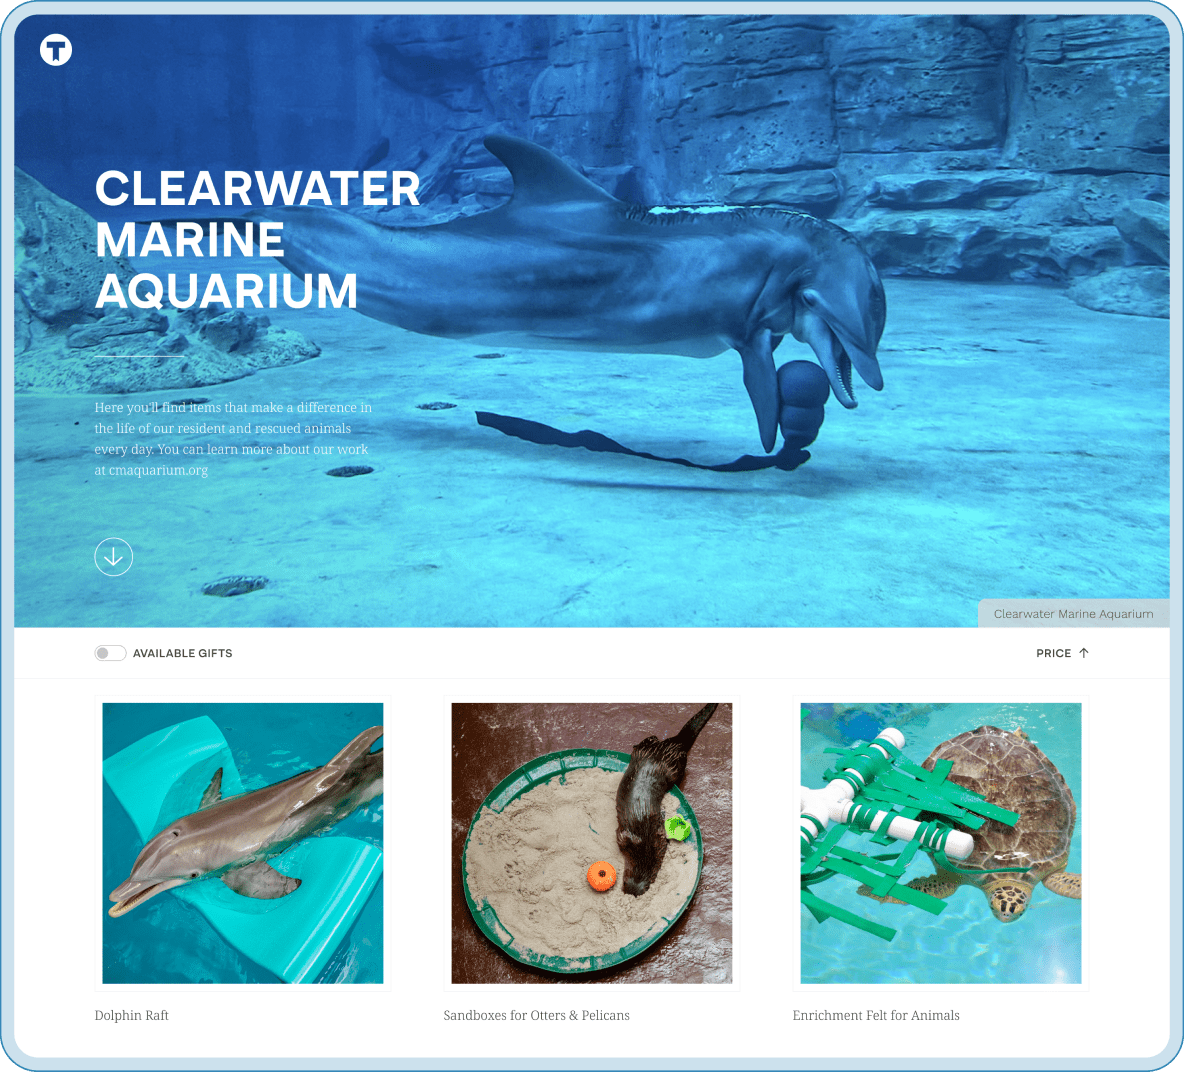 T
CLEARWATER
MARINE
AQUARIUM
Here you'll find items that make a difference in
the life of our resident and rescued animals
every day. You can learn more about our work
at cmaquarium.org
Clearwater Marine Aquarium
AVAILABLE GIFTS
PRICE
Dolphin Raft
Sandboxes for Otters & Pelicans
Enrichment Felt for Animals